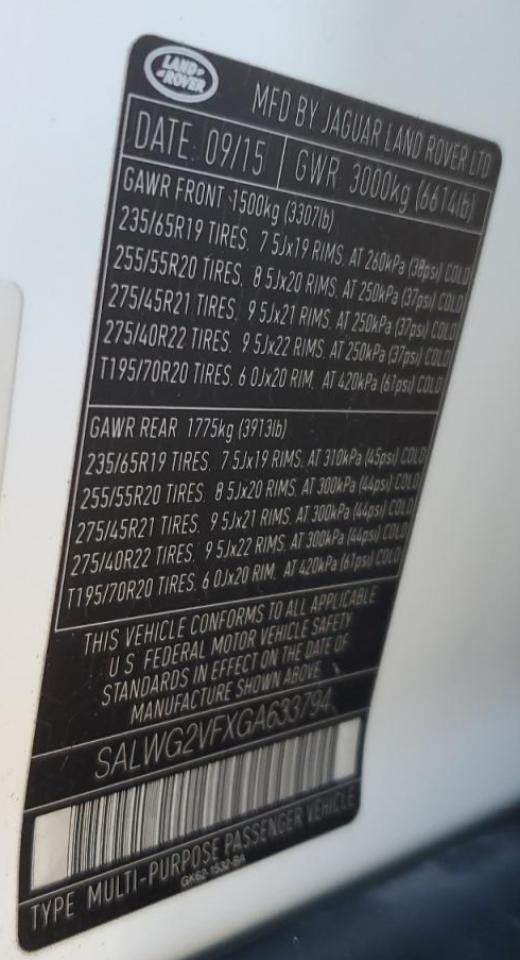 LAND-
-ROVER
MFD BY JAGUAR LAND ROVER LTD
DATE: 09/15 GWR 3000kg (6614lb)
GAWR FRONT 1500kg (3307lb)
235/65R19 TIRES, 7.5Jx19 RIMS, AT 260kPa (38psi) COLD
255/55R20 TIRES, 8.5Jx20 RIMS, AT 250kPa (37psi) COLD
275/45R21 TIRES, 9.5Jx21 RIMS, AT 250kPa (37psi) COLD
275/40R22 TIRES, 9.5Jx22 RIMS, AT 250kPa (37psi) COLD
T195/70R20 TIRES, 6.0Jx20 RIM, AT 420kPa (61psi) COLD
GAWR REAR 1775kg (3913lb)
235/65R19 TIRES, 7.5Jx19 RIMS, AT 310kPa (45psi) COLD
255/55R20 TIRES, 8.5Jx20 RIMS, AT 300kPa (44psi) COLD
275/45R21 TIRES, 9.5Jx21 RIMS, AT 300kPa (44psi) COLD
275/40R22 TIRES, 9.5Jx22 RIMS, AT 300kPa (44psi) COLD
T195/70R20 TIRES, 6.0Jx20 RIM, AT 420kPa (61psi) COLD
THIS VEHICLE CONFORMS TO ALL APPLICABLE
U.S. FEDERAL MOTOR VEHICLE SAFETY
STANDARDS IN EFFECT ON THE DATE OF
MANUFACTURE SHOWN ABOVE.
SALWG2VFXGA633794
TYPE: MULTI-PURPOSE PASSENGER VEHICLE
GK62-1532-BA